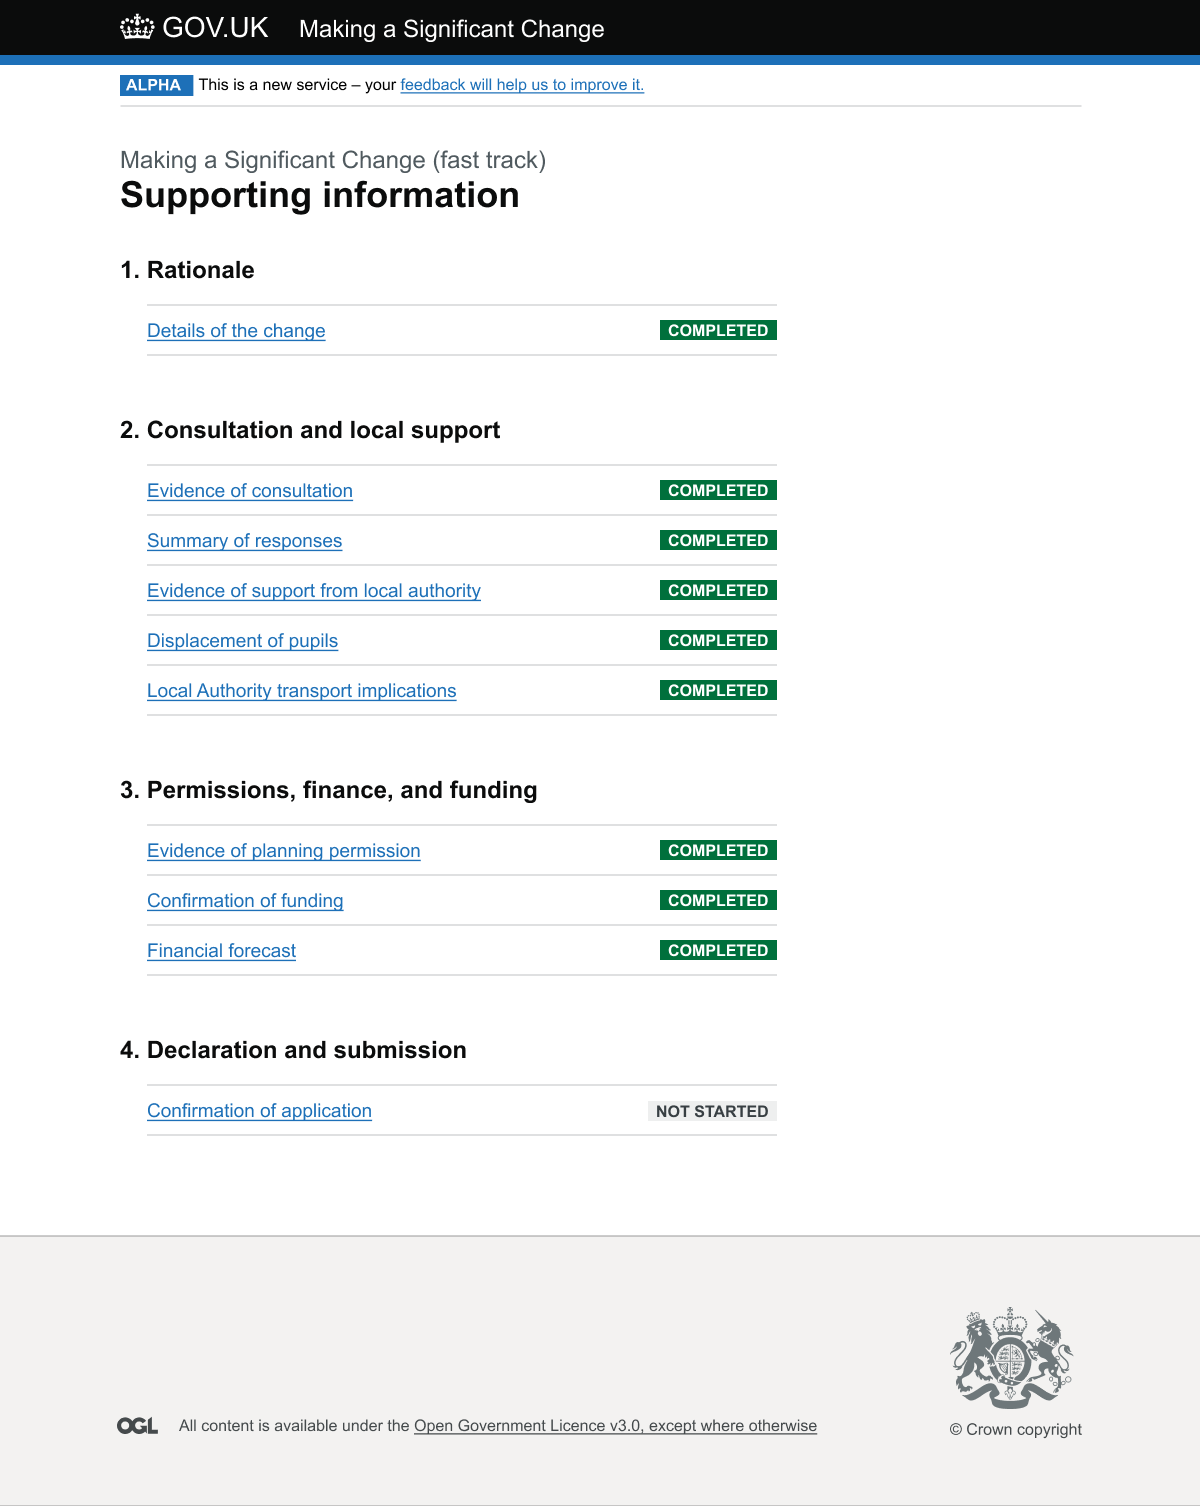 GOV.UK Making a Significant Change
ALPHA This is a new service – your feedback will help us to improve it.
Making a Significant Change (fast track)
Supporting information
1. Rationale
Details of the change COMPLETED
2. Consultation and local support
Evidence of consultation COMPLETED
Summary of responses COMPLETED
Evidence of support from local authority COMPLETED
Displacement of pupils COMPLETED
Local Authority transport implications COMPLETED
3. Permissions, finance, and funding
Evidence of planning permission COMPLETED
Confirmation of funding COMPLETED
Financial forecast COMPLETED
4. Declaration and submission
Confirmation of application NOT STARTED
OGL All content is available under the Open Government Licence v3.0, except where otherwise
© Crown copyright